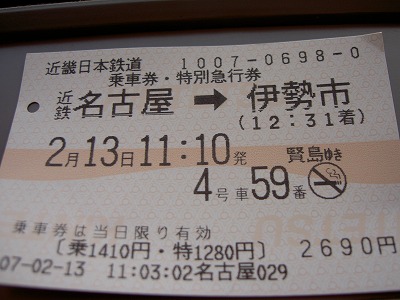 近畿日本鉄道 1007-0698-0
乗車券・特別急行券
近鉄 名古屋 → 伊勢市
(12:31着)
2月13日 11:10発 賢島ゆき
4号車 59番
乗車券は当日限り有効
〔乗1410円・特1280円〕 2690円
07-02-13 11:03:02名古屋029